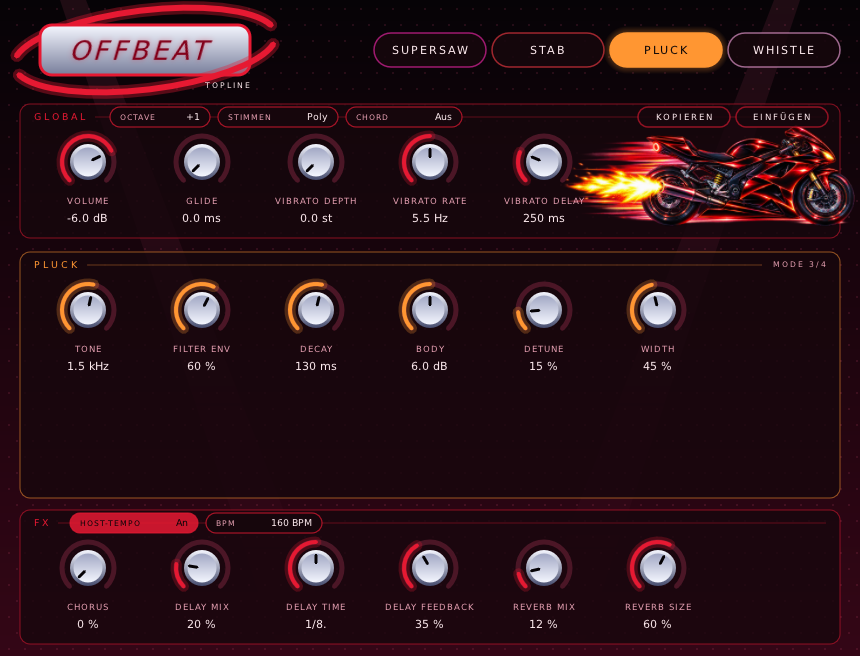 OFFBEAT
TOPLINE
SUPERSAW STAB PLUCK WHISTLE
GLOBAL OCTAVE +1 STIMMEN Poly CHORD Aus KOPIEREN EINFÜGEN
VOLUME GLIDE VIBRATO DEPTH VIBRATO RATE VIBRATO DELAY
-6.0 dB 0.0 ms 0.0 st 5.5 Hz 250 ms
PLUCK MODE 3/4
TONE FILTER ENV DECAY BODY DETUNE WIDTH
1.5 kHz 60 % 130 ms 6.0 dB 15 % 45 %
FX HOST-TEMPO An BPM 160 BPM
CHORUS DELAY MIX DELAY TIME DELAY FEEDBACK REVERB MIX REVERB SIZE
0 % 20 % 1/8. 35 % 12 % 60 %